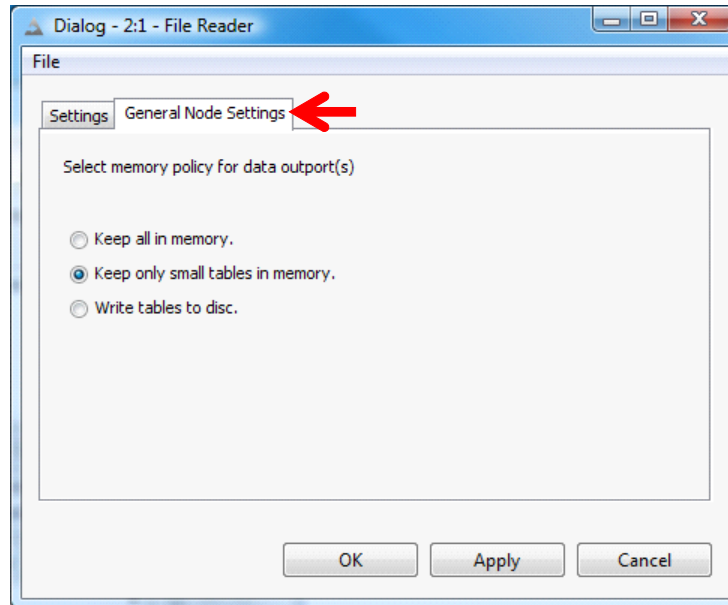 Dialog - 2:1 - File Reader
File
Settings General Node Settings
Select memory policy for data outport(s)
Keep all in memory.
Keep only small tables in memory.
Write tables to disc.
OK Apply Cancel